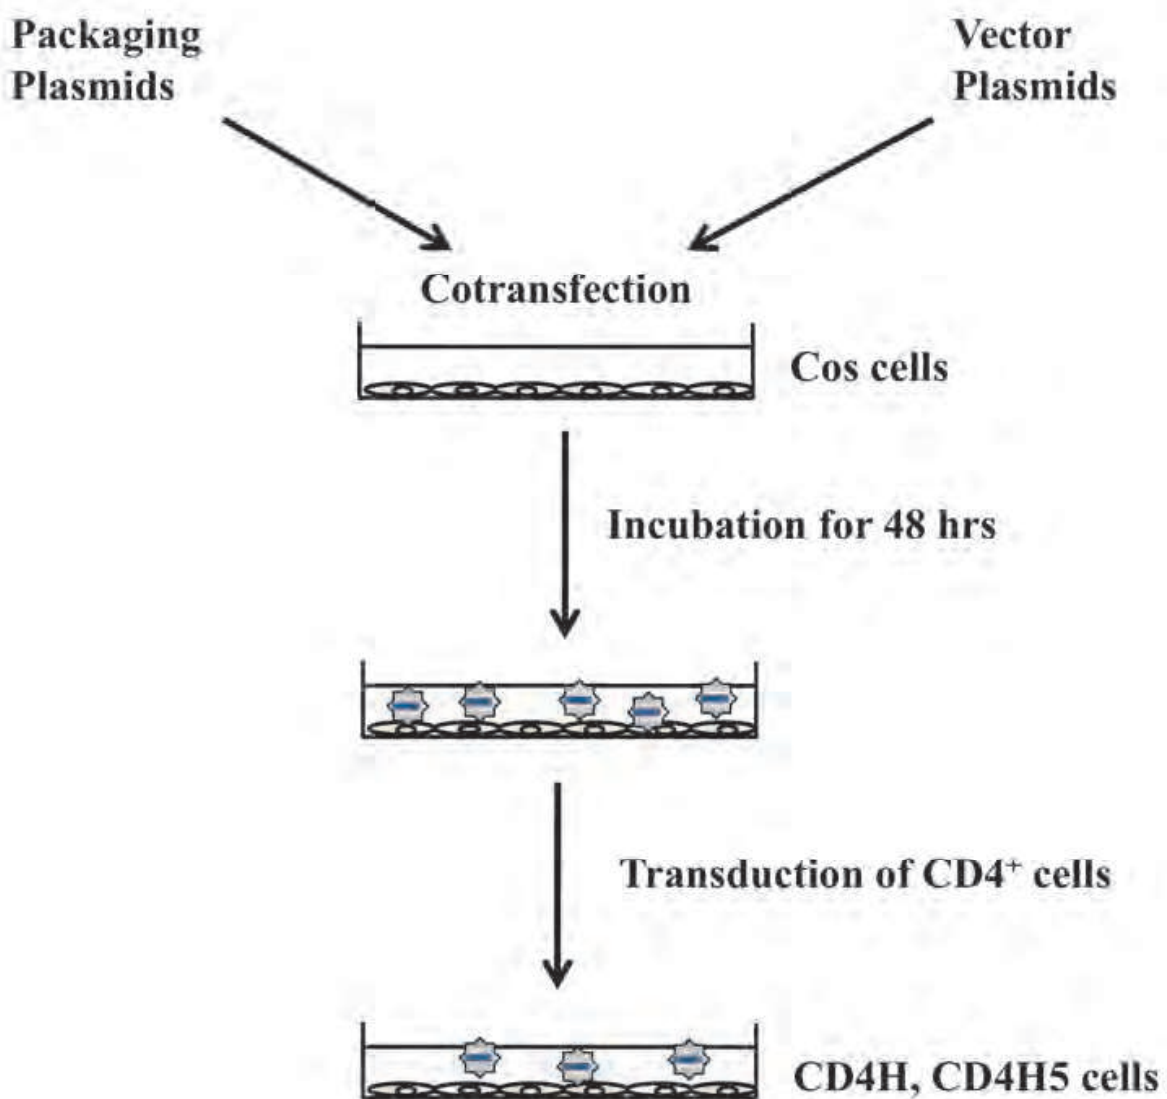 Packaging
Plasmids
Vector
Plasmids
Cotransfection
Cos cells
Incubation for 48 hrs
Transduction of CD4⁺ cells
CD4H, CD4H5 cells